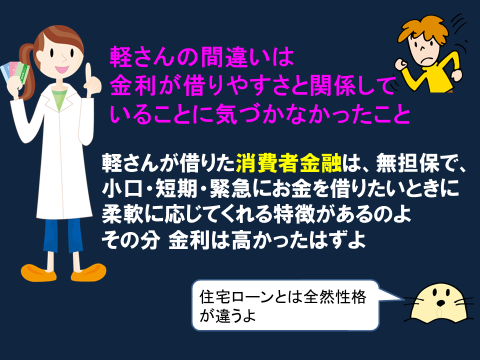 軽さんの間違いは
金利が借りやすさと関係して
いることに気づかなかったこと
軽さんが借りた消費者金融は、無担保で、
小口・短期・緊急にお金を借りたいときに
柔軟に応じてくれる特徴があるのよ
その分 金利は高かったはずよ
住宅ローンとは全然性格
が違うよ